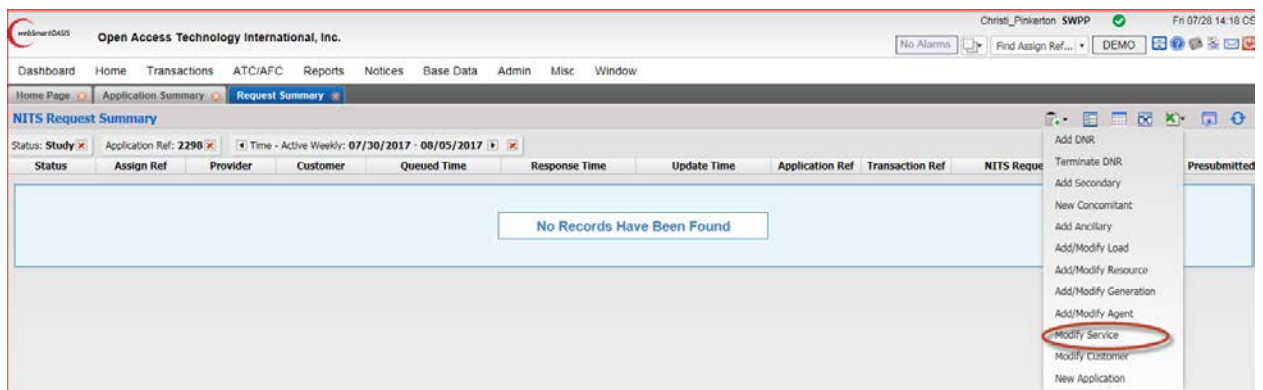 Christi_Pinkerton SWPP Fri 07/28 14:18 CS
webSmartOASIS Open Access Technology International, Inc.
No Alarms Find Assign Ref... DEMO
Dashboard Home Transactions ATC/AFC Reports Notices Base Data Admin Misc Window
Home Page Application Summary Request Summary
NITS Request Summary
Status: Study Application Ref: 2298 Time - Active Weekly: 07/30/2017 - 08/05/2017
Status Assign Ref Provider Customer Queued Time Response Time Update Time Application Ref Transaction Ref NITS Reque Presubmitted
No Records Have Been Found
Add DNR
Terminate DNR
Add Secondary
New Concomitant
Add Ancillary
Add/Modify Load
Add/Modify Resource
Add/Modify Generation
Add/Modify Agent
Modify Service
Modify Customer
New Application